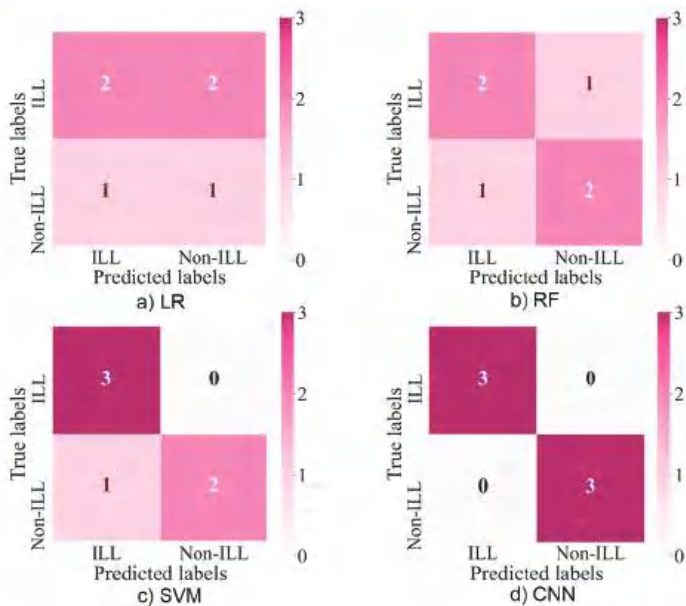 3
2
1
0
True labels
ILL
Non-ILL
2 2
1 1
ILL Non-ILL
Predicted labels
a) LR
3
2
1
0
True labels
ILL
Non-ILL
2 1
1 2
ILL Non-ILL
Predicted labels
b) RF
3
2
1
0
True labels
ILL
Non-ILL
3 0
1 2
ILL Non-ILL
Predicted labels
c) SVM
3
2
1
0
True labels
ILL
Non-ILL
3 0
0 3
ILL Non-ILL
Predicted labels
d) CNN